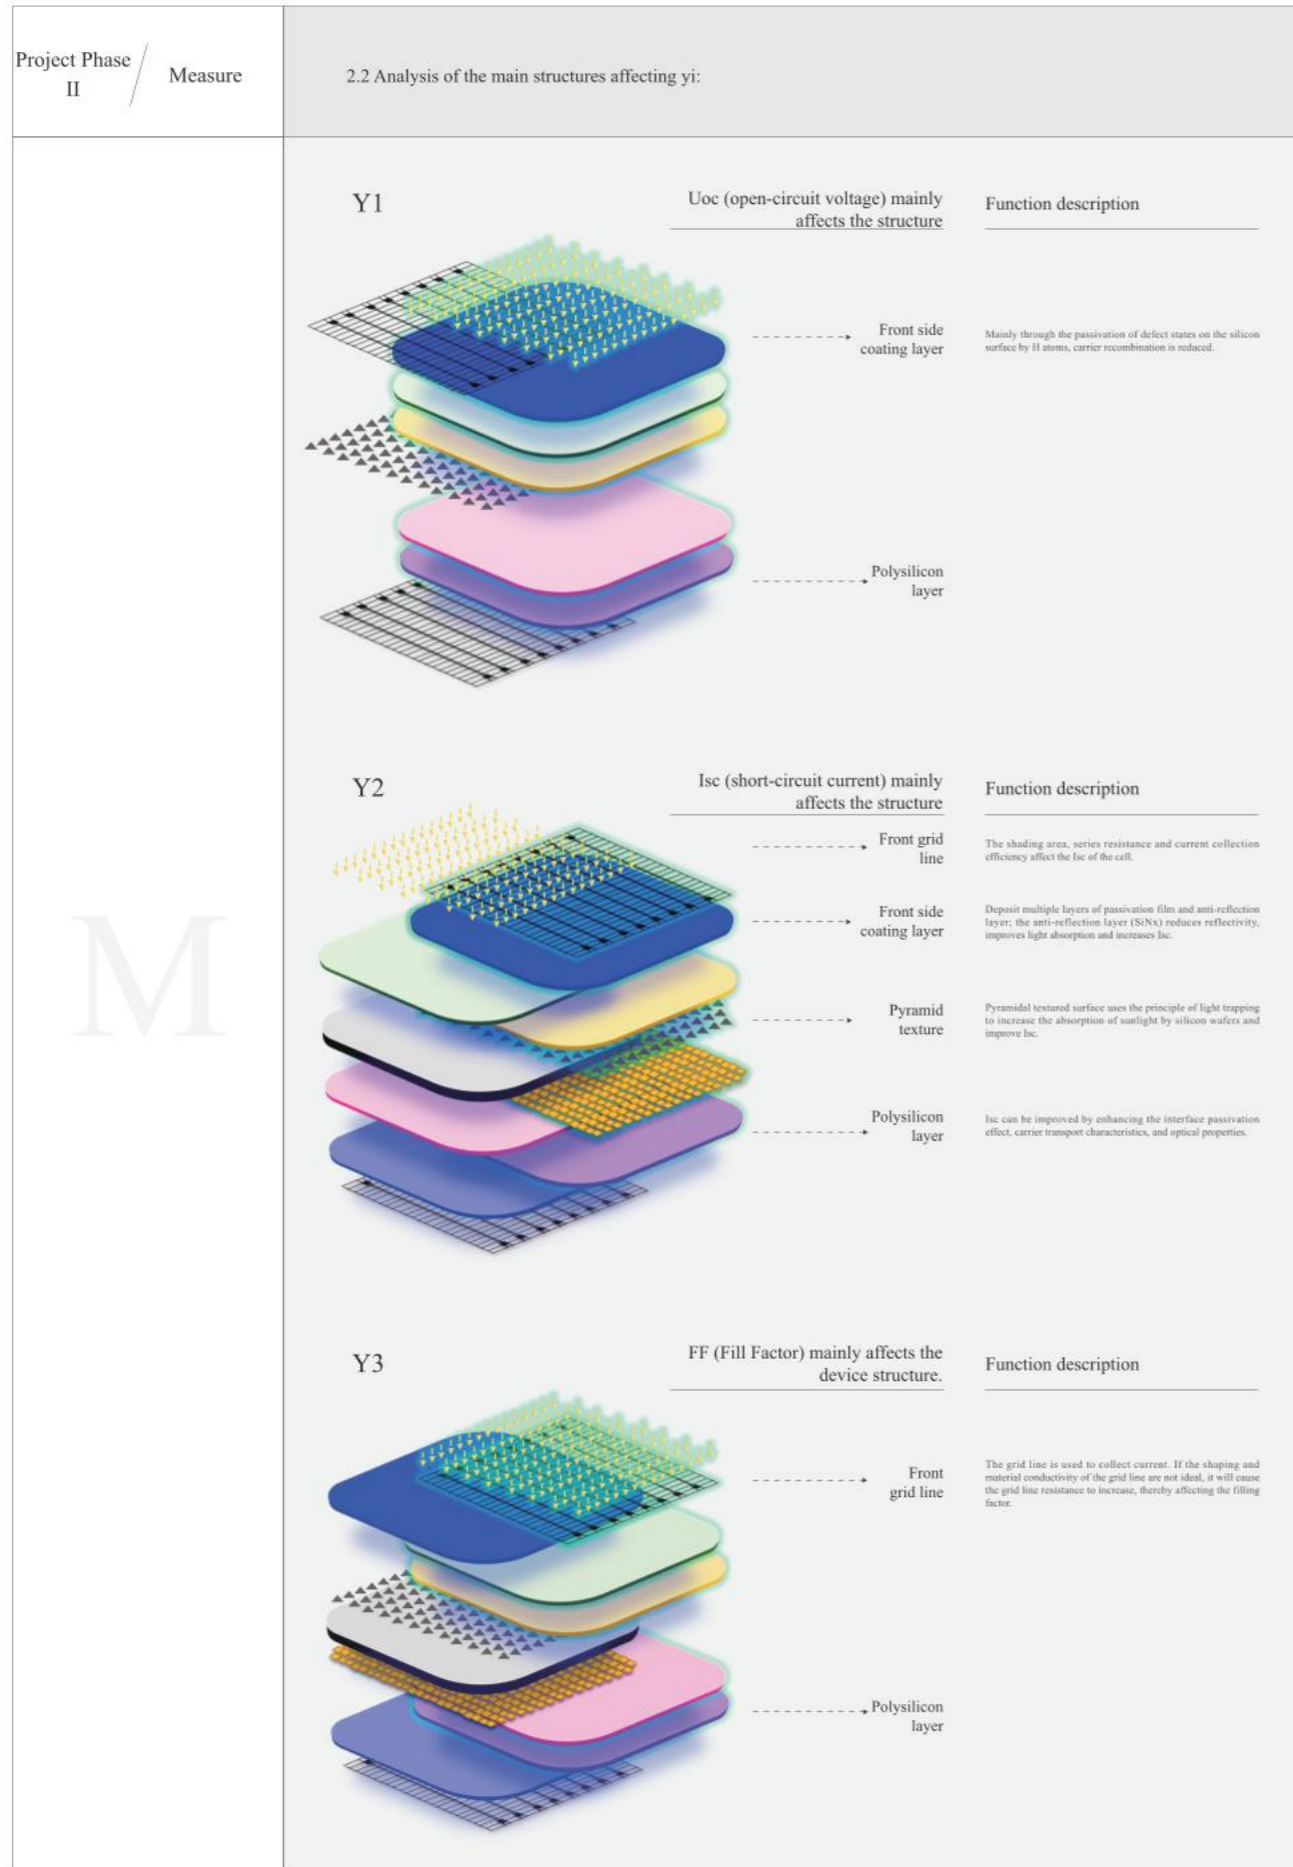 Project Phase
II
Measure
2.2 Analysis of the main structures affecting yi:
M
Y1
Uoc (open-circuit voltage) mainly
affects the structure
Function description
Front side
coating layer
Mainly through the passivation of defect states on the silicon
surface by H atoms, carrier recombination is reduced.
Polysilicon
layer
Y2
Isc (short-circuit current) mainly
affects the structure
Function description
Front grid
line
The shading area, series resistance and current collection
efficiency affect the Isc of the cell.
Front side
coating layer
Deposit multiple layers of passivation film and anti-reflection
layer; the anti-reflection layer (SiNx) reduces reflectivity,
improves light absorption and increases Isc.
Pyramid
texture
Pyramidal textured surface uses the principle of light trapping
to increase the absorption of sunlight by silicon wafers and
improve Isc.
Polysilicon
layer
Isc can be improved by enhancing the interface passivation
effect, carrier transport characteristics, and optical properties.
Y3
FF (Fill Factor) mainly affects the
device structure.
Function description
Front
grid line
The grid line is used to collect current. If the shaping and
material conductivity of the grid line are not ideal, it will cause
the grid line resistance to increase, thereby affecting the filling
factor.
Polysilicon
layer